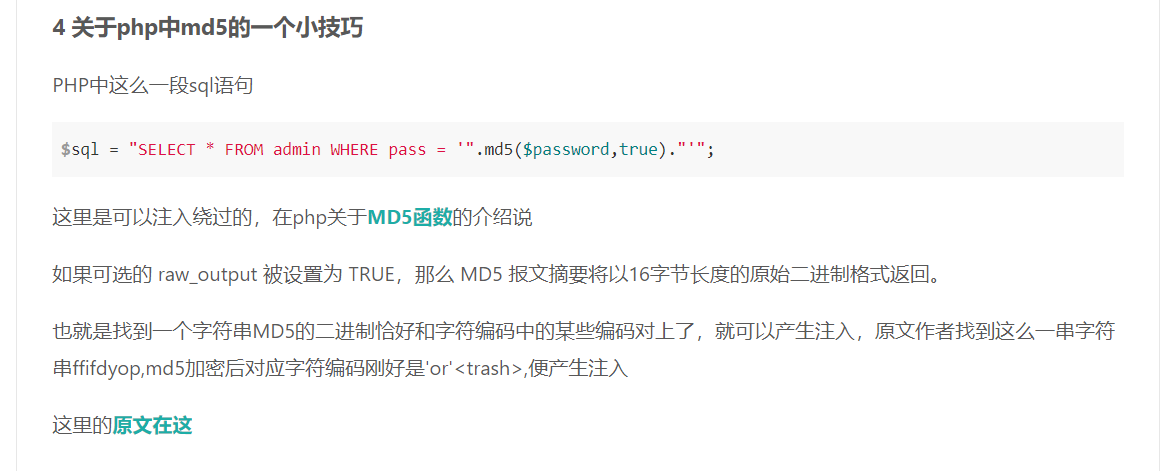 4 关于php中md5的一个小技巧
PHP中这么一段sql语句
$sql = "SELECT * FROM admin WHERE pass = '".md5($password,true)."'";
这里是可以注入绕过的，在php关于MD5函数的介绍说
如果可选的 raw_output 被设置为 TRUE，那么 MD5 报文摘要将以16字节长度的原始二进制格式返回。
也就是找到一个字符串MD5的二进制恰好和字符编码中的某些编码对上了，就可以产生注入，原文作者找到这么一串字符
串ffifdyop,md5加密后对应字符编码刚好是'or'<trash>,便产生注入
这里的原文在这